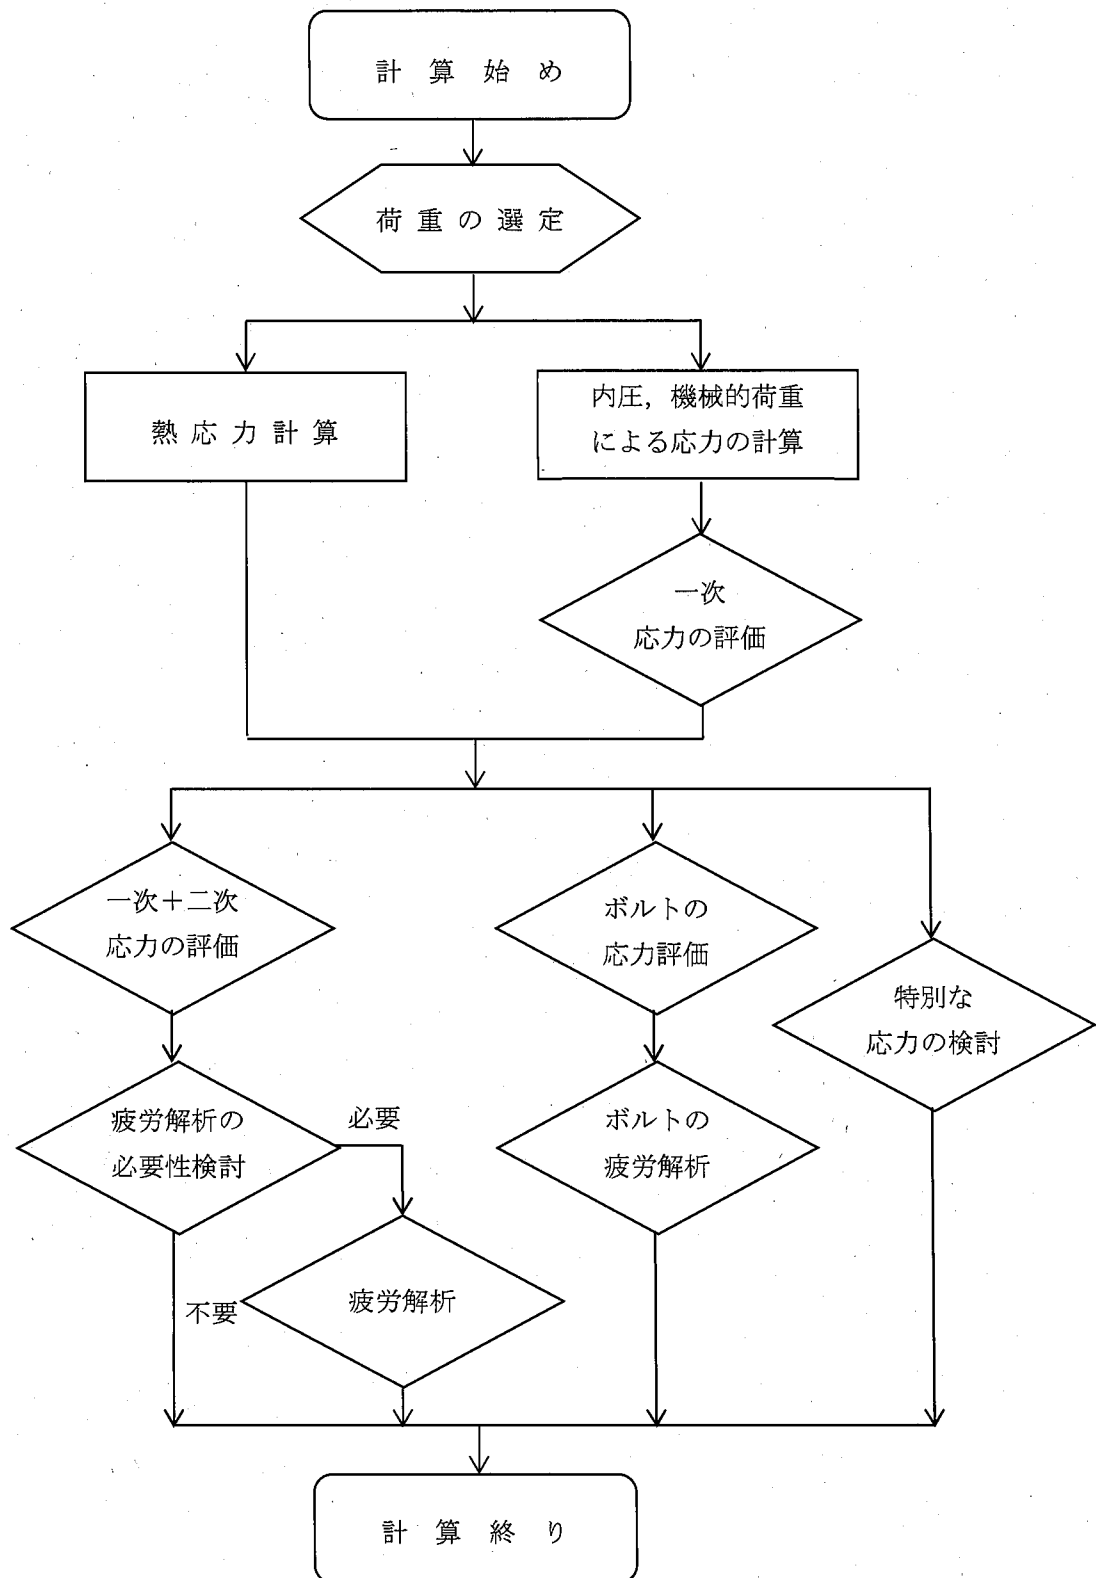 計算始め
荷重の選定
熱応力計算
内圧，機械的荷重
による応力の計算
一次
応力の評価
一次＋二次
応力の評価
ボルトの
応力評価
特別な
応力の検討
疲労解析の
必要性検討
必要
ボルトの
疲労解析
不要
疲労解析
計算終り